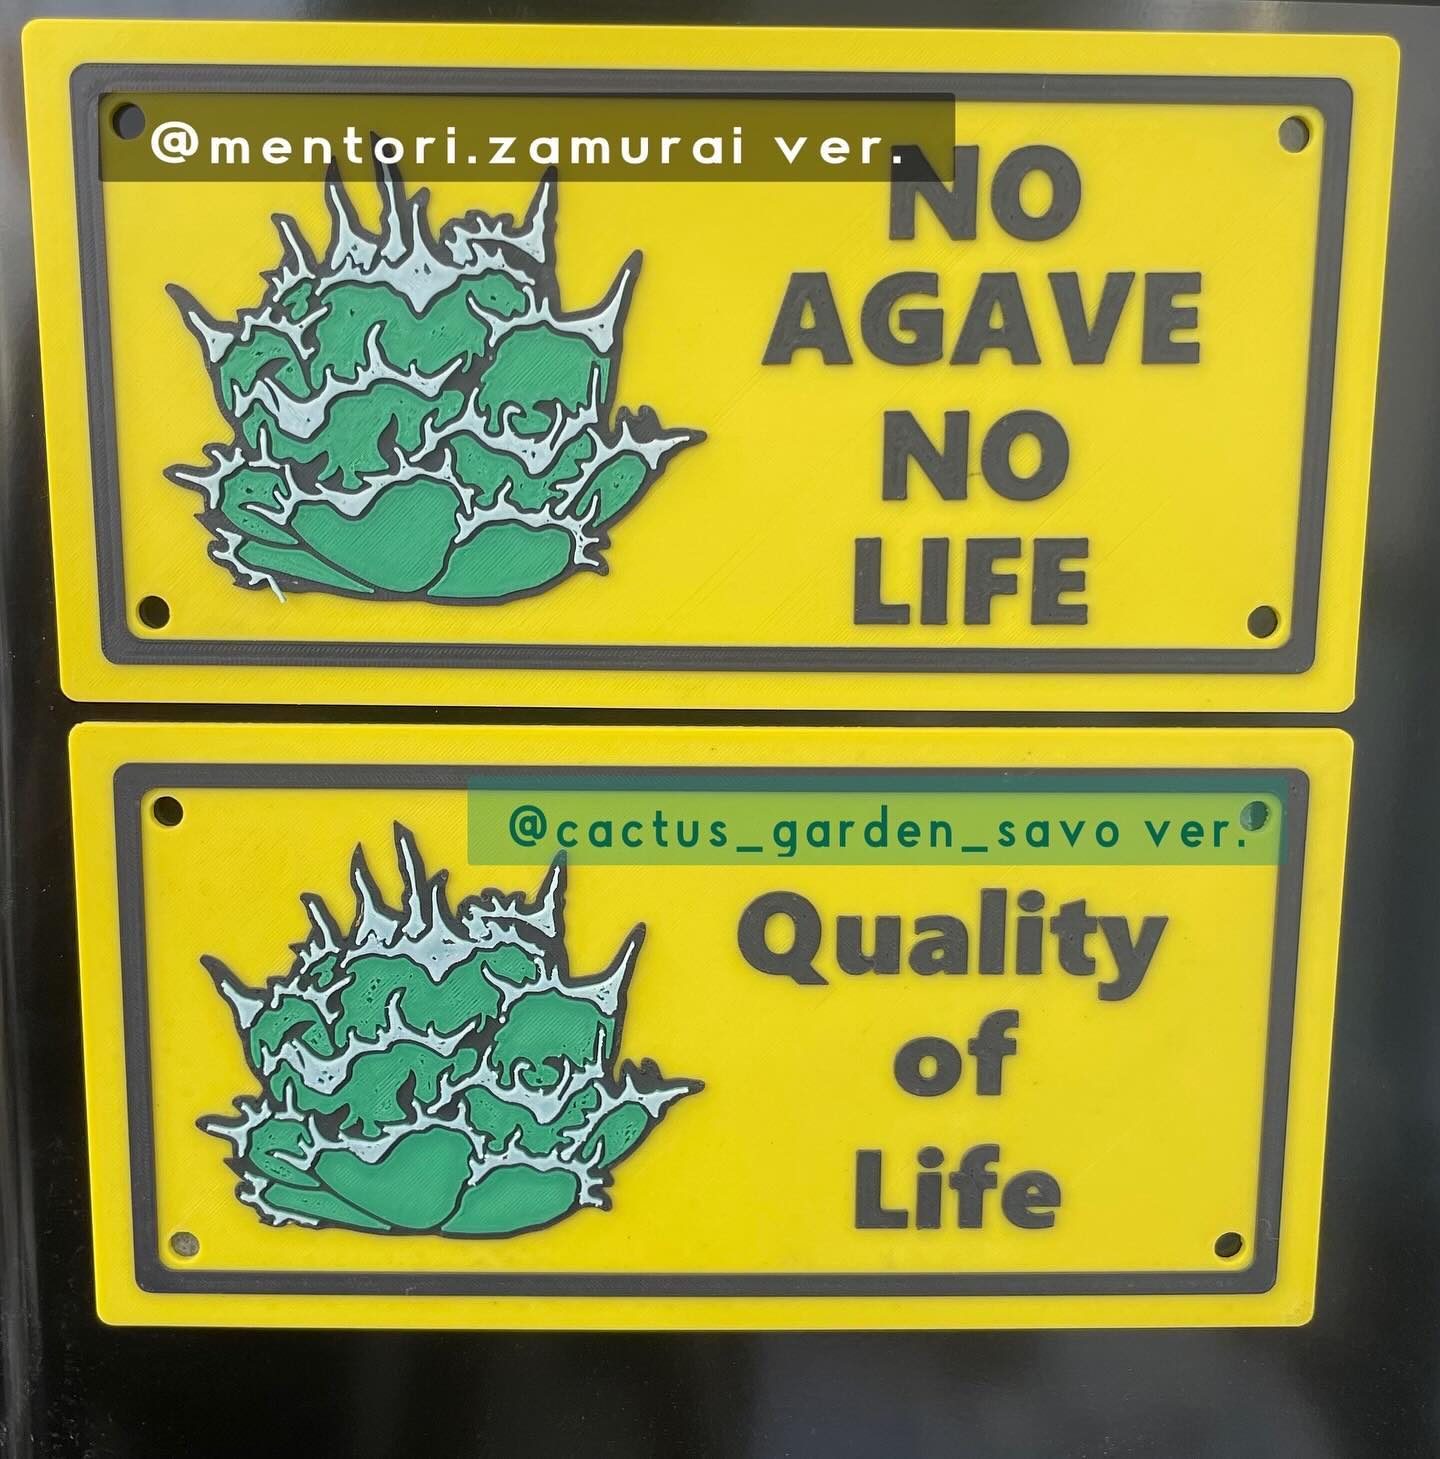 @mentori.zamurai ver.
NO
AGAVE
NO
LIFE
@cactus_garden_savo ver.
Quality
of
Life